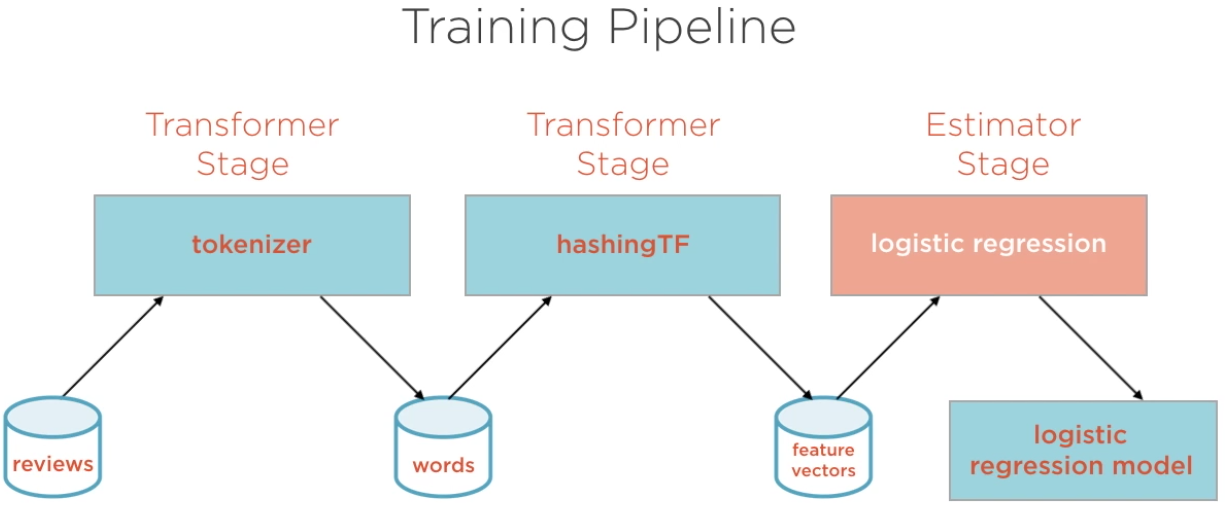 Training Pipeline
Transformer
Stage
Transformer
Stage
Estimator
Stage
tokenizer
hashingTF
logistic regression
reviews
words
feature
vectors
logistic
regression model